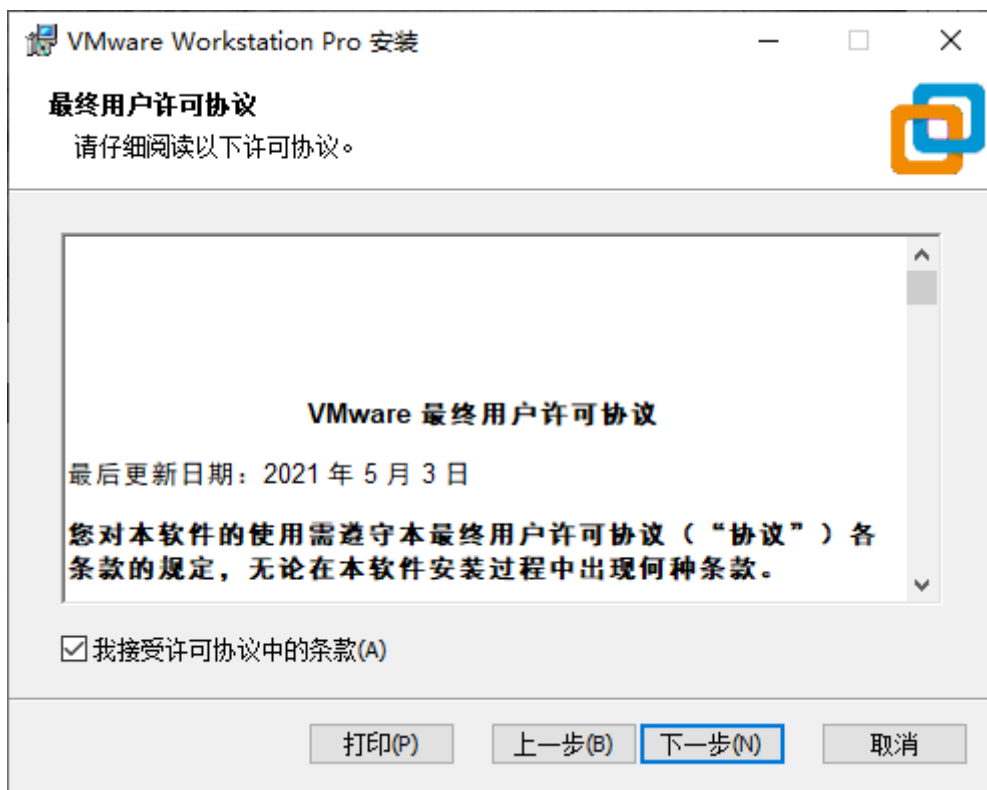 VMware Workstation Pro 安装
最终用户许可协议
请仔细阅读以下许可协议。
VMware 最终用户许可协议
最后更新日期：2021 年 5 月 3 日
您对本软件的使用需遵守本最终用户许可协议（“协议”）各
条款的规定，无论在本软件安装过程中出现何种条款。
我接受许可协议中的条款(A)
打印(P)
上一步(B)
下一步(N)
取消